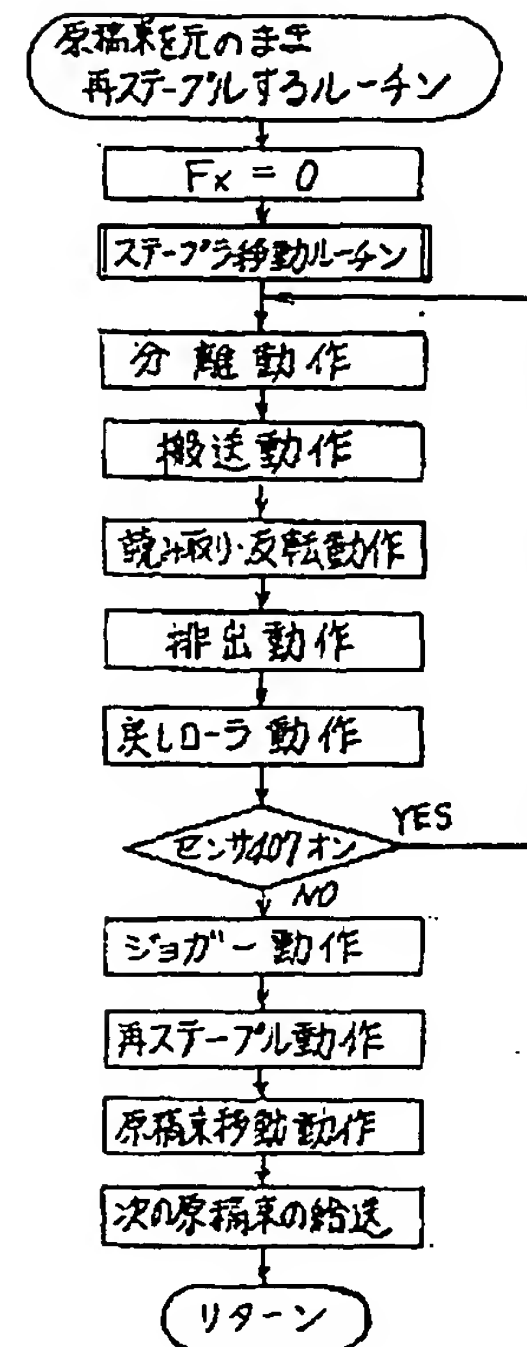 原稿束を元のまま
再ステープルするルーチン
Fx = 0
ステープラ移動ルーチン
分離動作
搬送動作
読み取り・反転動作
排出動作
戻しローラ動作
センサ407オン
YES
NO
ジョガー動作
再ステープル動作
原稿束移動動作
次の原稿束の給送
リターン